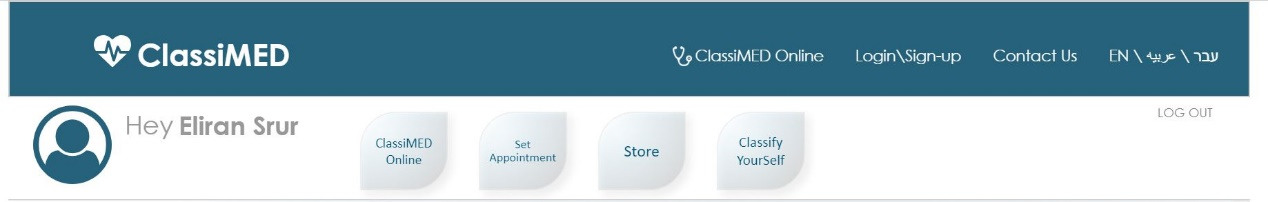 ClassiMED
ClassiMED Online
Login\Sign-up
Contact Us
EN \ عربيه \ עבר
Hey Eliran Srur
ClassiMED
Online
Set
Appointment
Store
Classify
YourSelf
LOG OUT